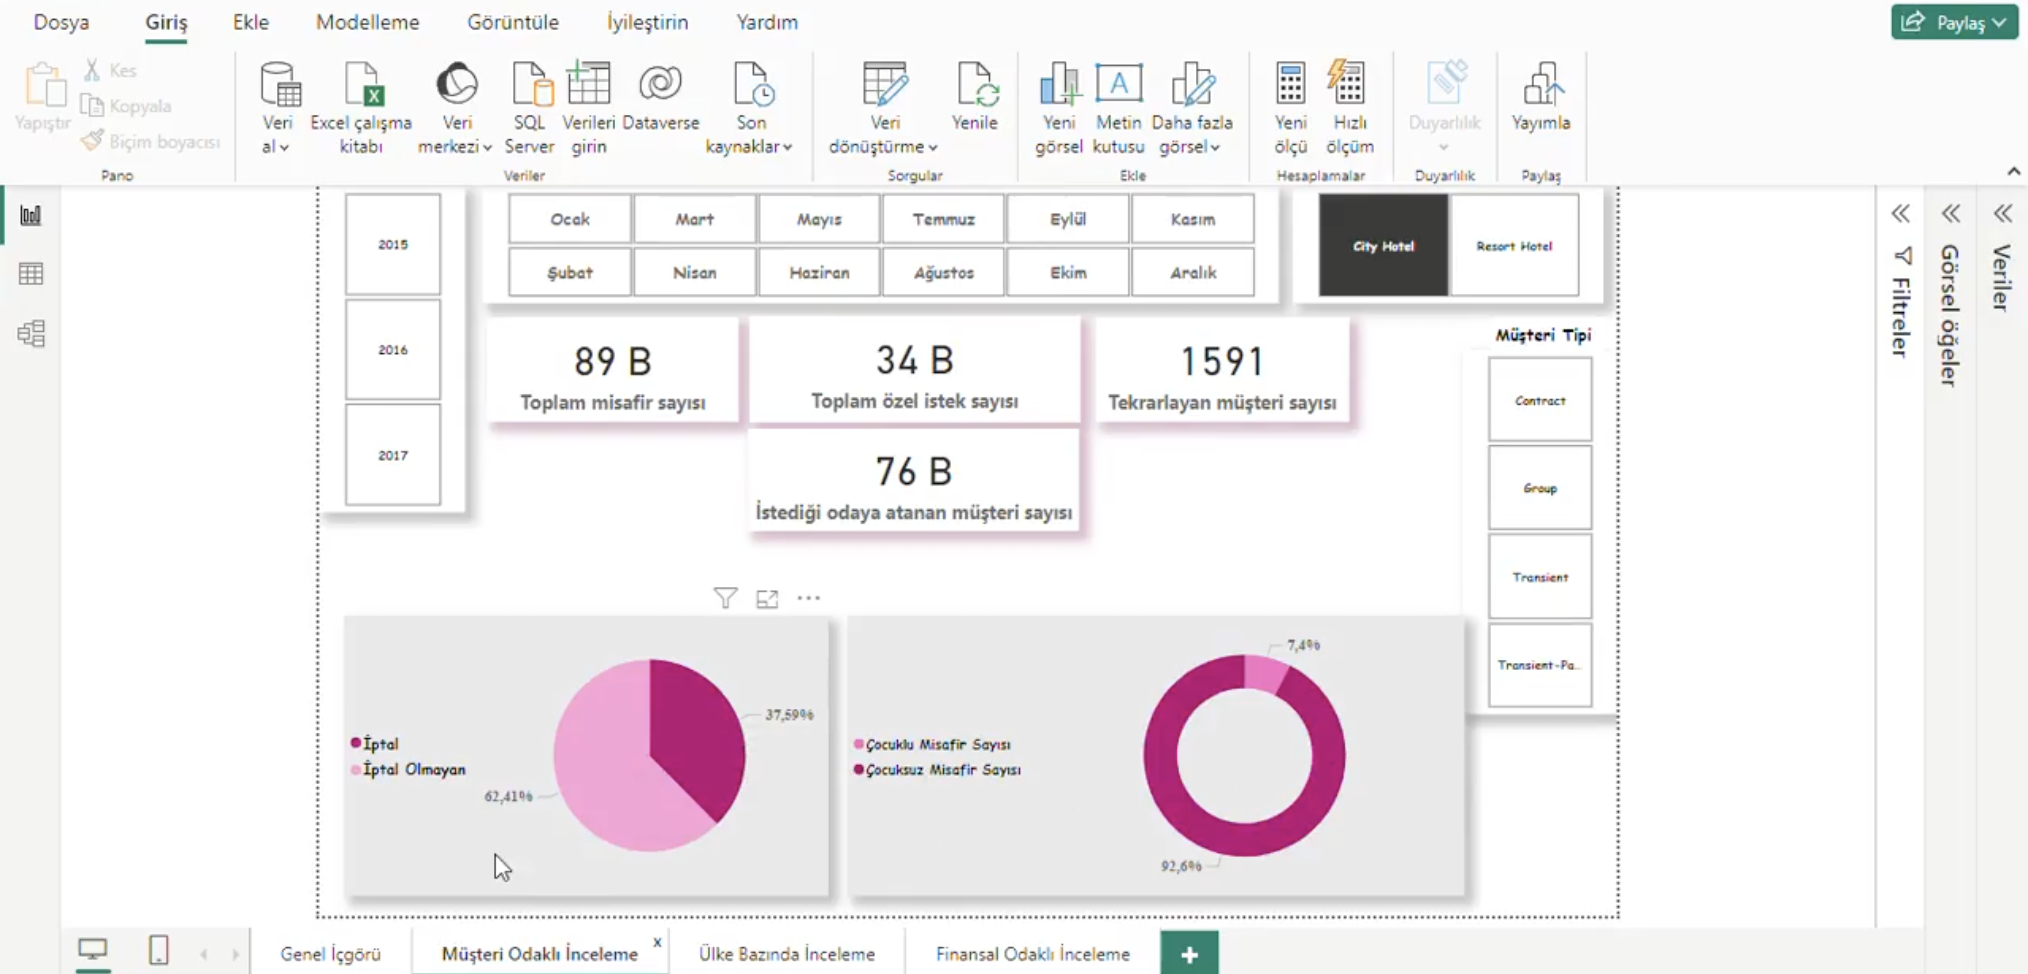 Dosya Giriş Ekle Modelleme Görüntüle İyileştirin Yardım Paylaş
Yapıştır
Kes
Kopyala
Biçim boyacısı
Pano
Veri al
Excel çalışma kitabı
Veri merkezi
SQL Server
Verileri girin
Dataverse
Son kaynaklar
Veriler
Veri dönüştürme
Yenile
Sorgular
Yeni görsel
Metin kutusu
Daha fazla görsel
Ekle
Yeni ölçü
Hızlı ölçüm
Hesaplamalar
Duyarlılık
Duyarlılık
Yayımla
Paylaş
2015
2016
2017
Ocak Mart Mayıs Temmuz Eylül Kasım
Şubat Nisan Haziran Ağustos Ekim Aralık
City Hotel Resort Hotel
89 B
Toplam misafir sayısı
34 B
Toplam özel istek sayısı
1591
Tekrarlayan müşteri sayısı
76 B
İstediği odaya atanan müşteri sayısı
Müşteri Tipi
Contract
Group
Transient
Transient-Pa...
İptal
İptal Olmayan
37,59%
62,41%
Çocuklu Misafir Sayısı
Çocuksuz Misafir Sayısı
7,4%
92,6%
Filtreler
Görsel öğeler
Veriler
Genel İçgörü Müşteri Odaklı İnceleme x Ülke Bazında İnceleme Finansal Odaklı İnceleme